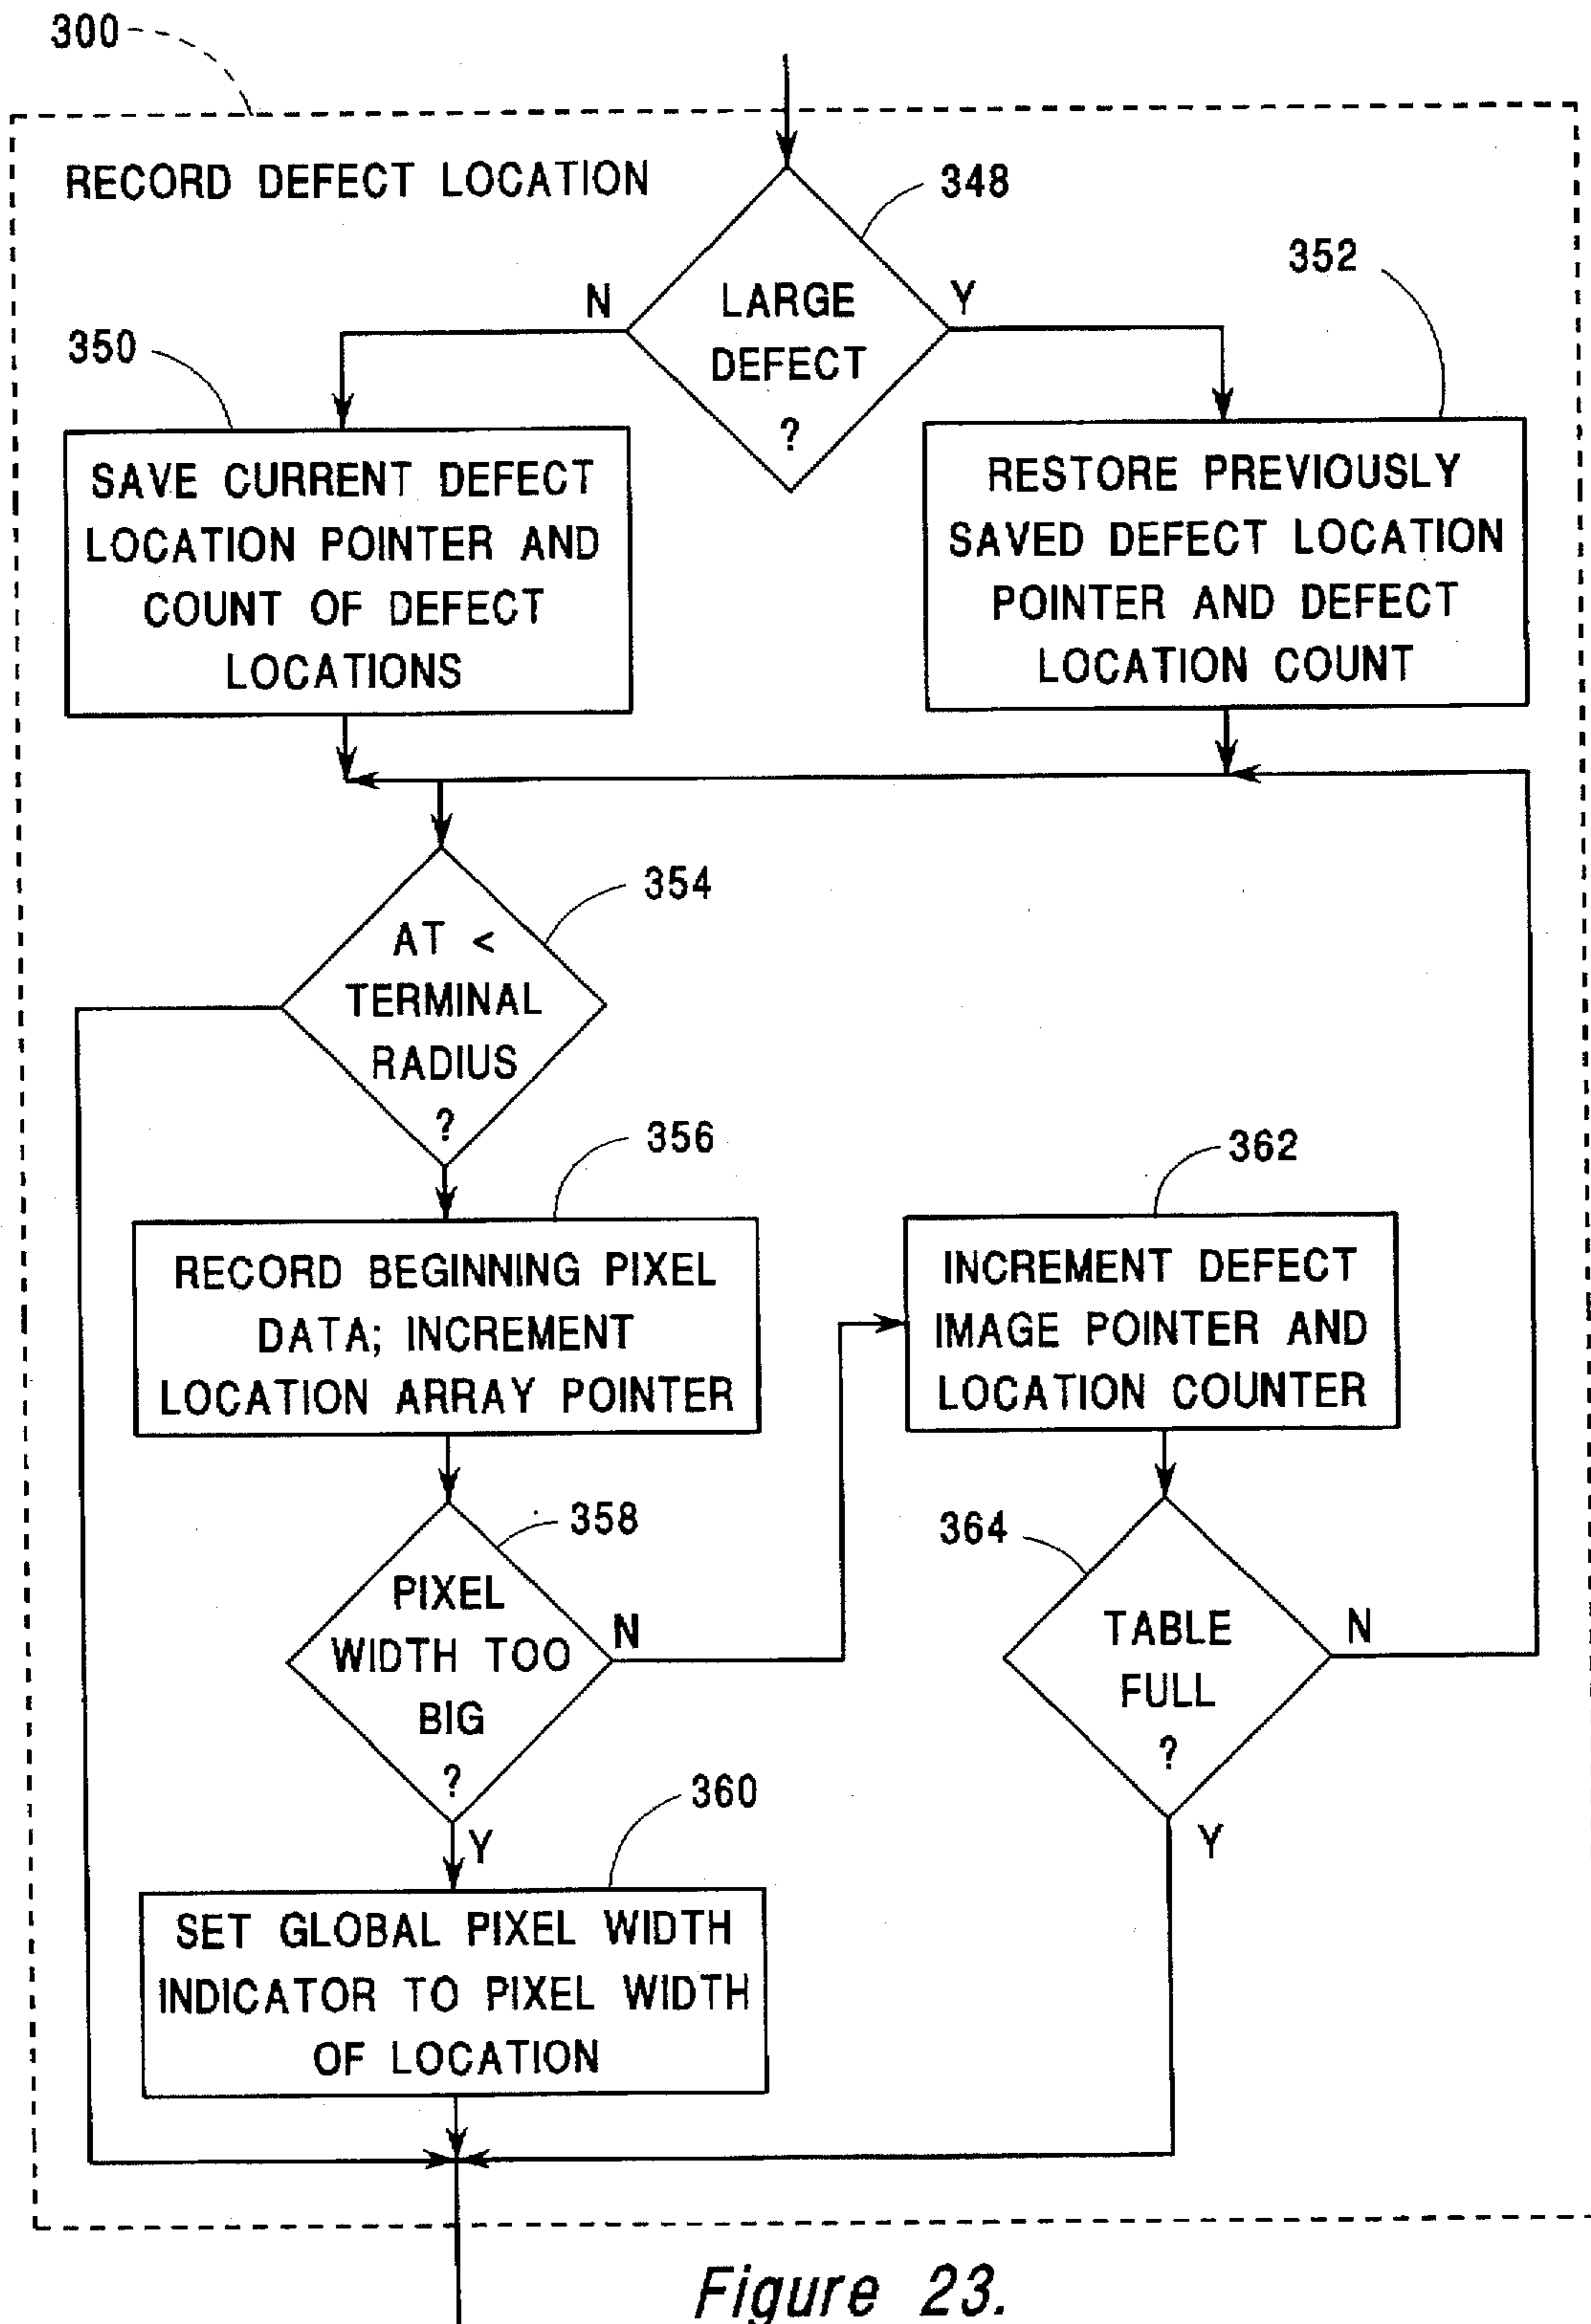 300
RECORD DEFECT LOCATION
348
352
N
Y
LARGE
DEFECT
?
350
SAVE CURRENT DEFECT
LOCATION POINTER AND
COUNT OF DEFECT
LOCATIONS
RESTORE PREVIOUSLY
SAVED DEFECT LOCATION
POINTER AND DEFECT
LOCATION COUNT
354
AT <
TERMINAL
RADIUS
?
356
362
RECORD BEGINNING PIXEL
DATA; INCREMENT
LOCATION ARRAY POINTER
INCREMENT DEFECT
IMAGE POINTER AND
LOCATION COUNTER
358
364
PIXEL
WIDTH TOO
BIG
?
N
TABLE
FULL
?
N
360
Y
Y
SET GLOBAL PIXEL WIDTH
INDICATOR TO PIXEL WIDTH
OF LOCATION
Figure 23.